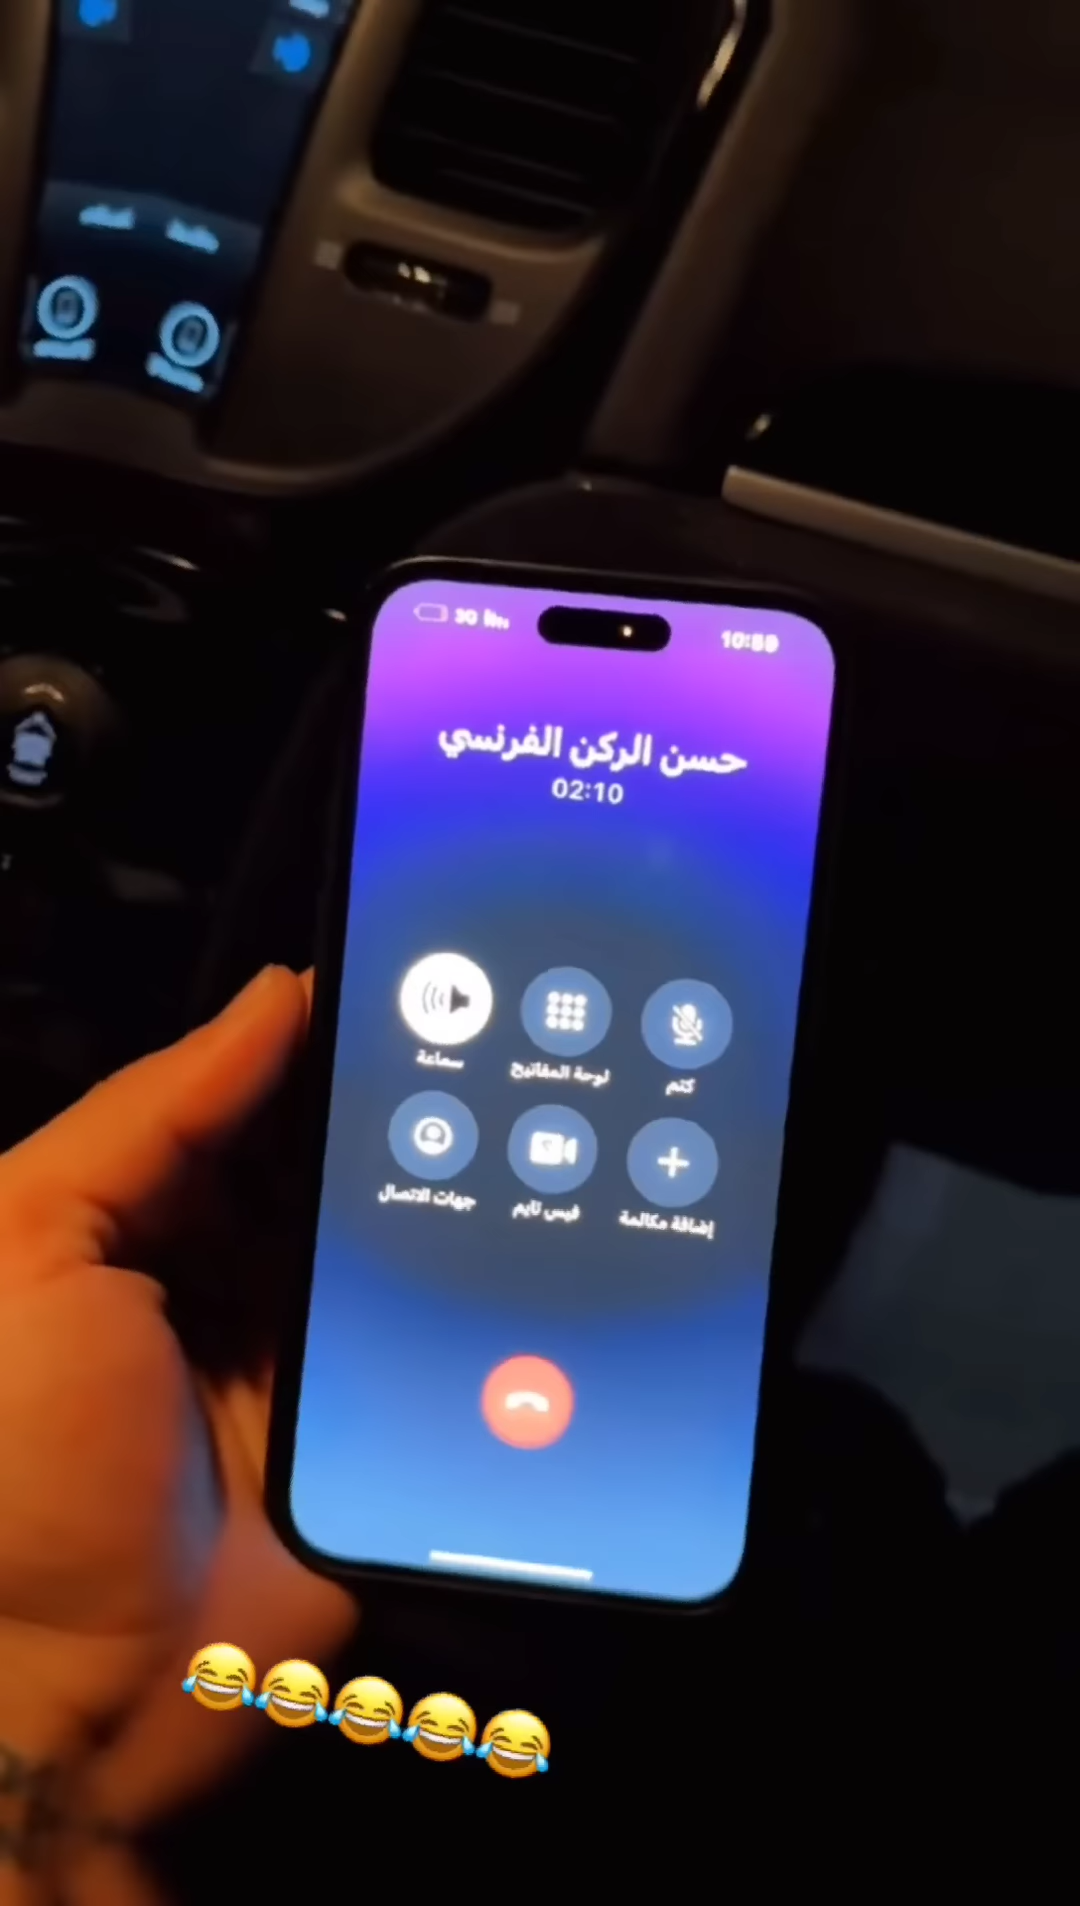 10:59
حسن الركن الفرنسي
02:10
كتم
لوحة المفاتيح
سماعة
إضافة مكالمة
فيس تايم
جهات الاتصال
😂😂😂😂😂